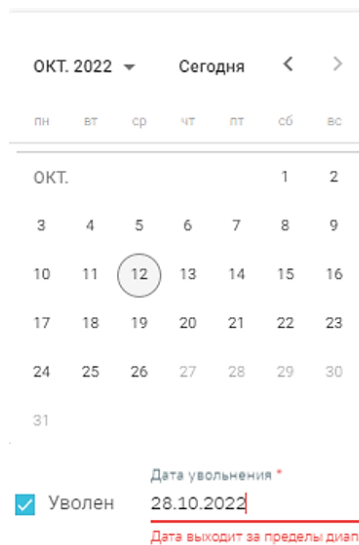 ОКТ. 2022 Сегодня
пн вт ср чт пт сб вс
ОКТ. 1 2
3 4 5 6 7 8 9
10 11 12 13 14 15 16
17 18 19 20 21 22 23
24 25 26 27 28 29 30
31
Дата увольнения *
Уволен 28.10.2022
Дата выходит за пределы диап